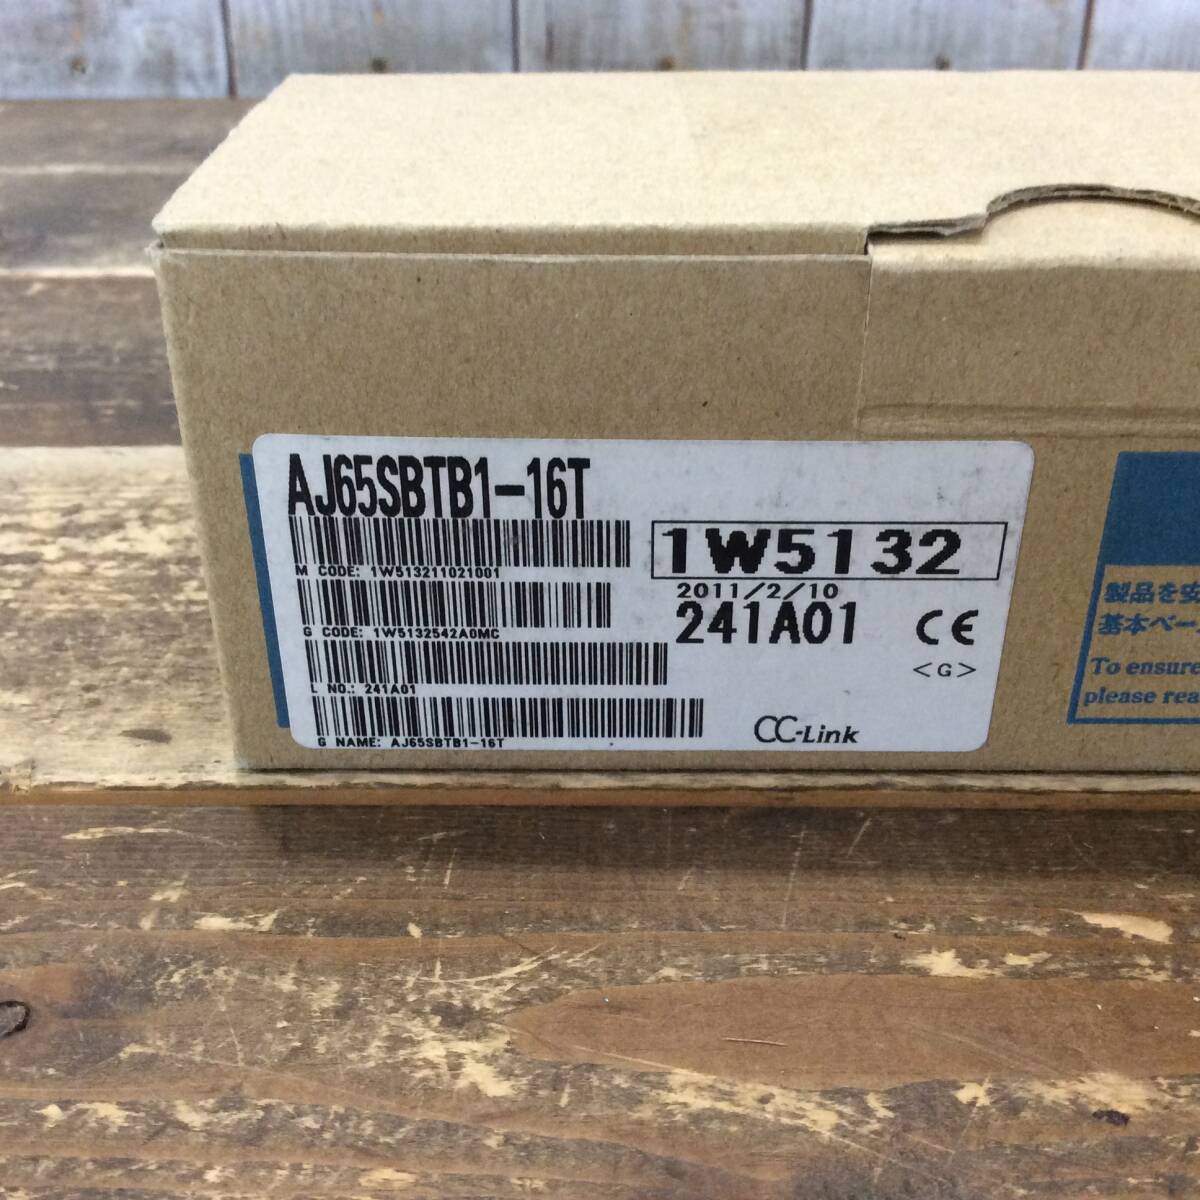 AJ65SBTB1-16T
M CODE: 1W513211021001
1W5132
2011/2/10
G CODE: 1W5132542A0MC
241A01
CE
<G>
L NO.: 241A01
G NAME: AJ65SBTB1-16T
CC-Link
製品を安
基本ペー
To ensure
please rea